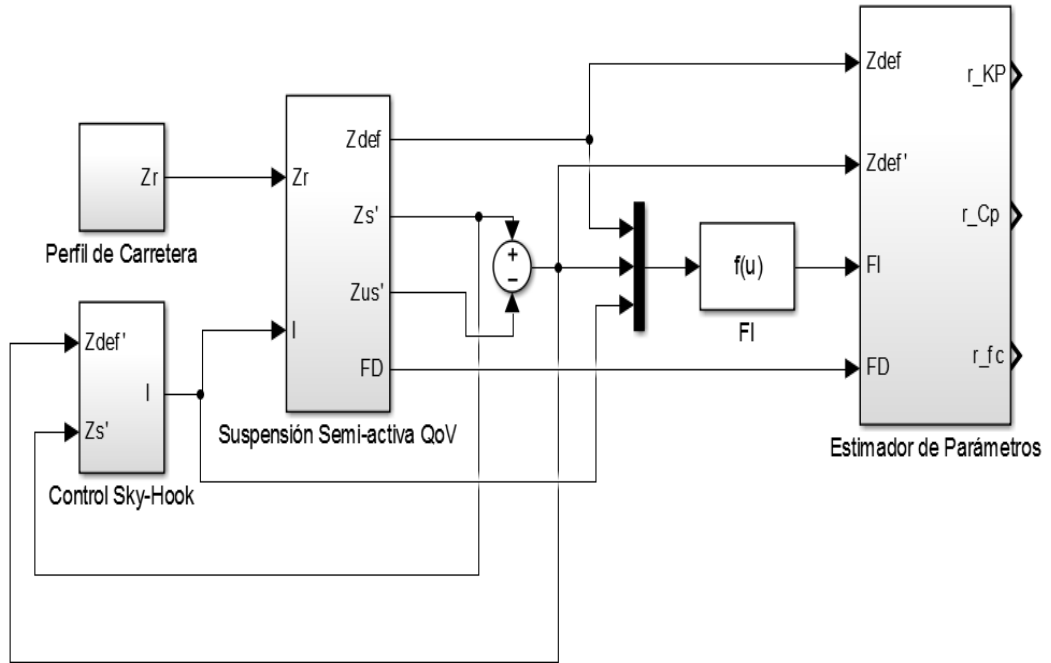 Zr
Perfil de Carretera
Zdef'
Zs'
I
Control Sky-Hook
Zr
I
Zdef
Zs'
Zus'
FD
Suspensión Semi-activa QoV
+
−
f(u)
FI
Zdef
Zdef'
FI
FD
r_KP
r_Cp
r_fc
Estimador de Parámetros